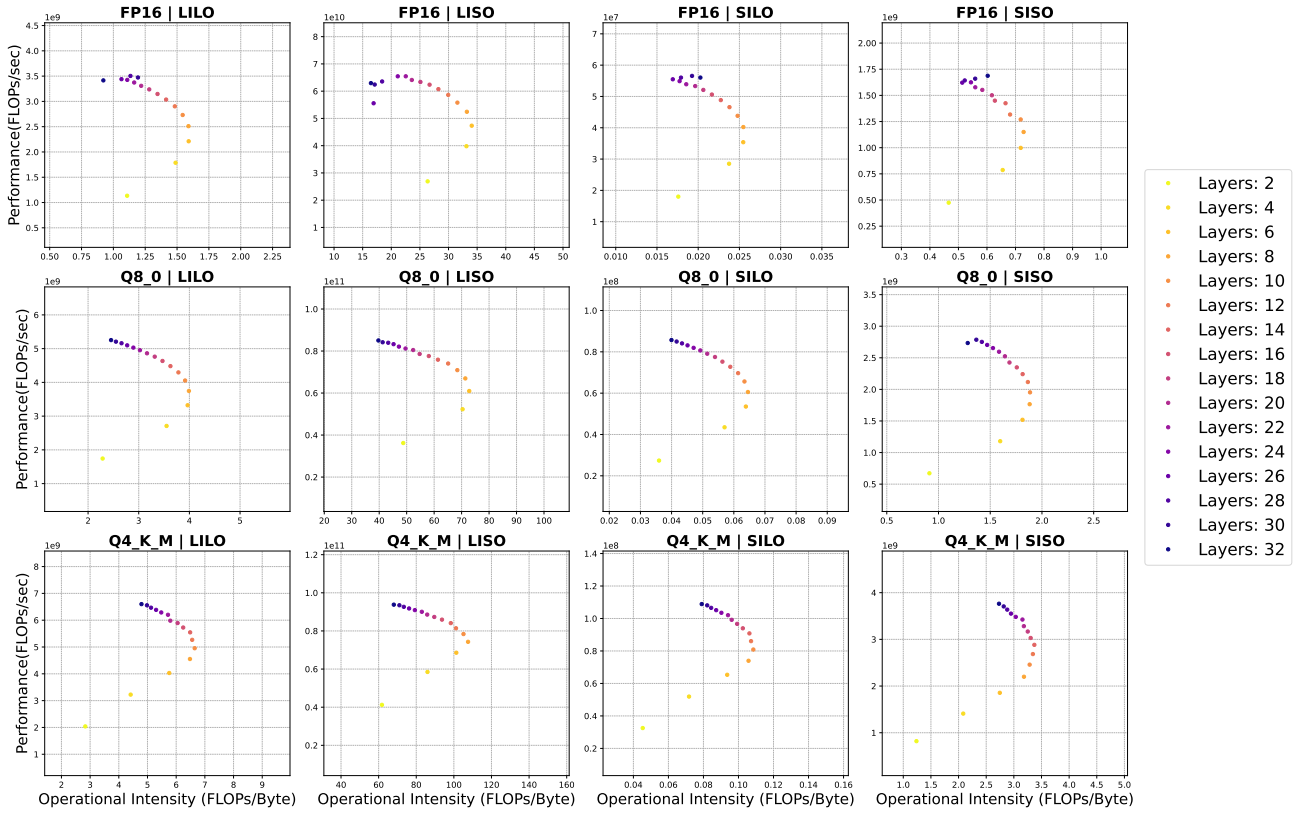 FP16 | LILO
FP16 | LISO
FP16 | SILO
FP16 | SISO
1e9
1e10
1e7
1e9
Performance(FLOPs/sec)
4.5
4.0
3.5
3.0
2.5
2.0
1.5
1.0
0.5
8
7
6
5
4
3
2
1
7
6
5
4
3
2
1
2.00
1.75
1.50
1.25
1.00
0.75
0.50
0.25
0.50 0.75 1.00 1.25 1.50 1.75 2.00 2.25
10 15 20 25 30 35 40 45 50
0.010 0.015 0.020 0.025 0.030 0.035
0.3 0.4 0.5 0.6 0.7 0.8 0.9 1.0
Q8_0 | LILO
Q8_0 | LISO
Q8_0 | SILO
Q8_0 | SISO
1e9
1e11
1e8
1e9
Performance(FLOPs/sec)
6
5
4
3
2
1
1.0
0.8
0.6
0.4
0.2
1.0
0.8
0.6
0.4
0.2
3.5
3.0
2.5
2.0
1.5
1.0
0.5
2 3 4 5
20 30 40 50 60 70 80 90 100
0.02 0.03 0.04 0.05 0.06 0.07 0.08 0.09
0.5 1.0 1.5 2.0 2.5
Q4_K_M | LILO
Q4_K_M | LISO
Q4_K_M | SILO
Q4_K_M | SISO
1e9
1e11
1e8
1e9
Performance(FLOPs/sec)
8
7
6
5
4
3
2
1
1.2
1.0
0.8
0.6
0.4
0.2
1.4
1.2
1.0
0.8
0.6
0.4
0.2
4
3
2
1
2 3 4 5 6 7 8 9
40 60 80 100 120 140 160
0.04 0.06 0.08 0.10 0.12 0.14 0.16
1.0 1.5 2.0 2.5 3.0 3.5 4.0 4.5 5.0
Operational Intensity (FLOPs/Byte)
Operational Intensity (FLOPs/Byte)
Operational Intensity (FLOPs/Byte)
Operational Intensity (FLOPs/Byte)
Layers: 2
Layers: 4
Layers: 6
Layers: 8
Layers: 10
Layers: 12
Layers: 14
Layers: 16
Layers: 18
Layers: 20
Layers: 22
Layers: 24
Layers: 26
Layers: 28
Layers: 30
Layers: 32